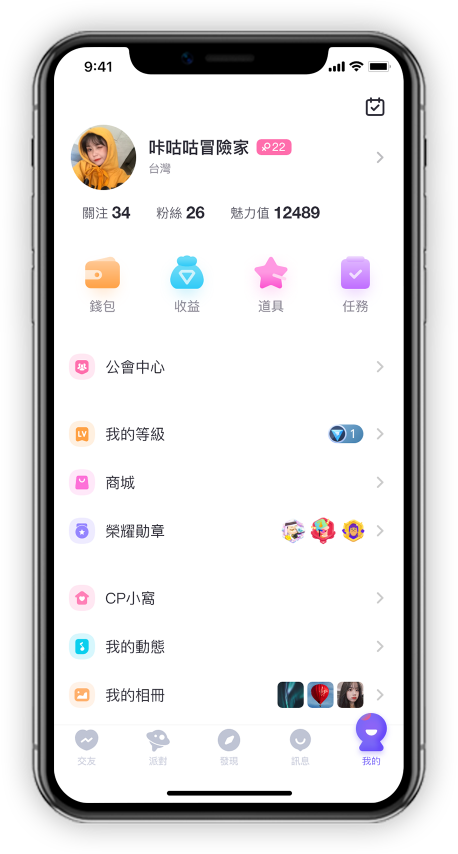 9:41
咔咕咕冒險家 22
台灣
關注 34 粉絲 26 魅力值 12489
錢包 收益 道具 任務
公會中心
LV 我的等級 1
商城
榮耀勛章
CP小窩
我的動態
我的相冊
交友 派對 發現 訊息 我的